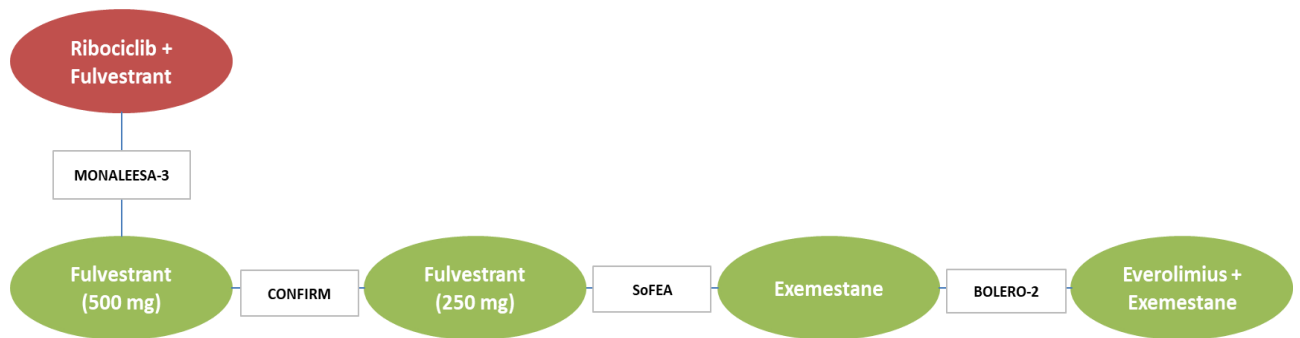 Ribociclib +
Fulvestrant
MONALEESA-3
Fulvestrant
(500 mg)
CONFIRM
Fulvestrant
(250 mg)
SoFEA
Exemestane
BOLERO-2
Everolimius +
Exemestane